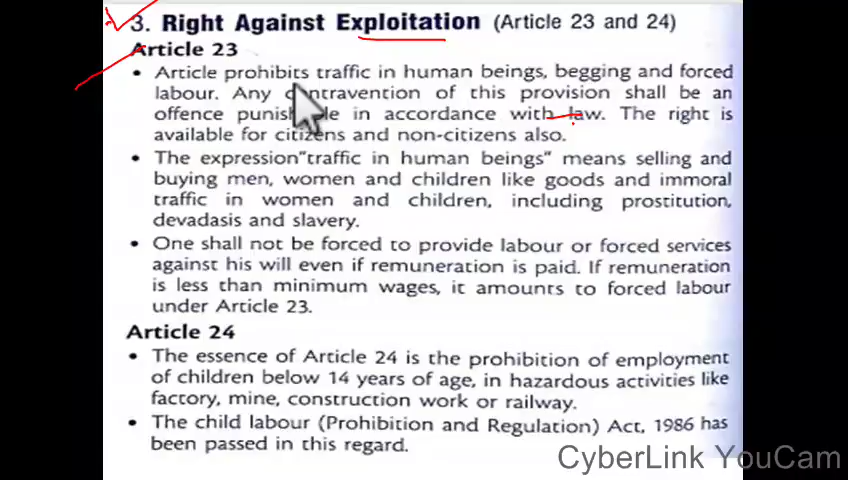 3. Right Against Exploitation (Article 23 and 24)
Article 23
• Article prohibits traffic in human beings, begging and forced
labour. Any contravention of this provision shall be an
offence punishable in accordance with law. The right is
available for citizens and non-citizens also.
• The expression"traffic in human beings" means selling and
buying men, women and children like goods and immoral
traffic in women and children, including prostitution,
devadasis and slavery.
• One shall not be forced to provide labour or forced services
against his will even if remuneration is paid. If remuneration
is less than minimum wages, it amounts to forced labour
under Article 23.
Article 24
• The essence of Article 24 is the prohibition of employment
of children below 14 years of age, in hazardous activities like
factory, mine, construction work or railway.
• The child labour (Prohibition and Regulation) Act, 1986 has
been passed in this regard.
CyberLink YouCam